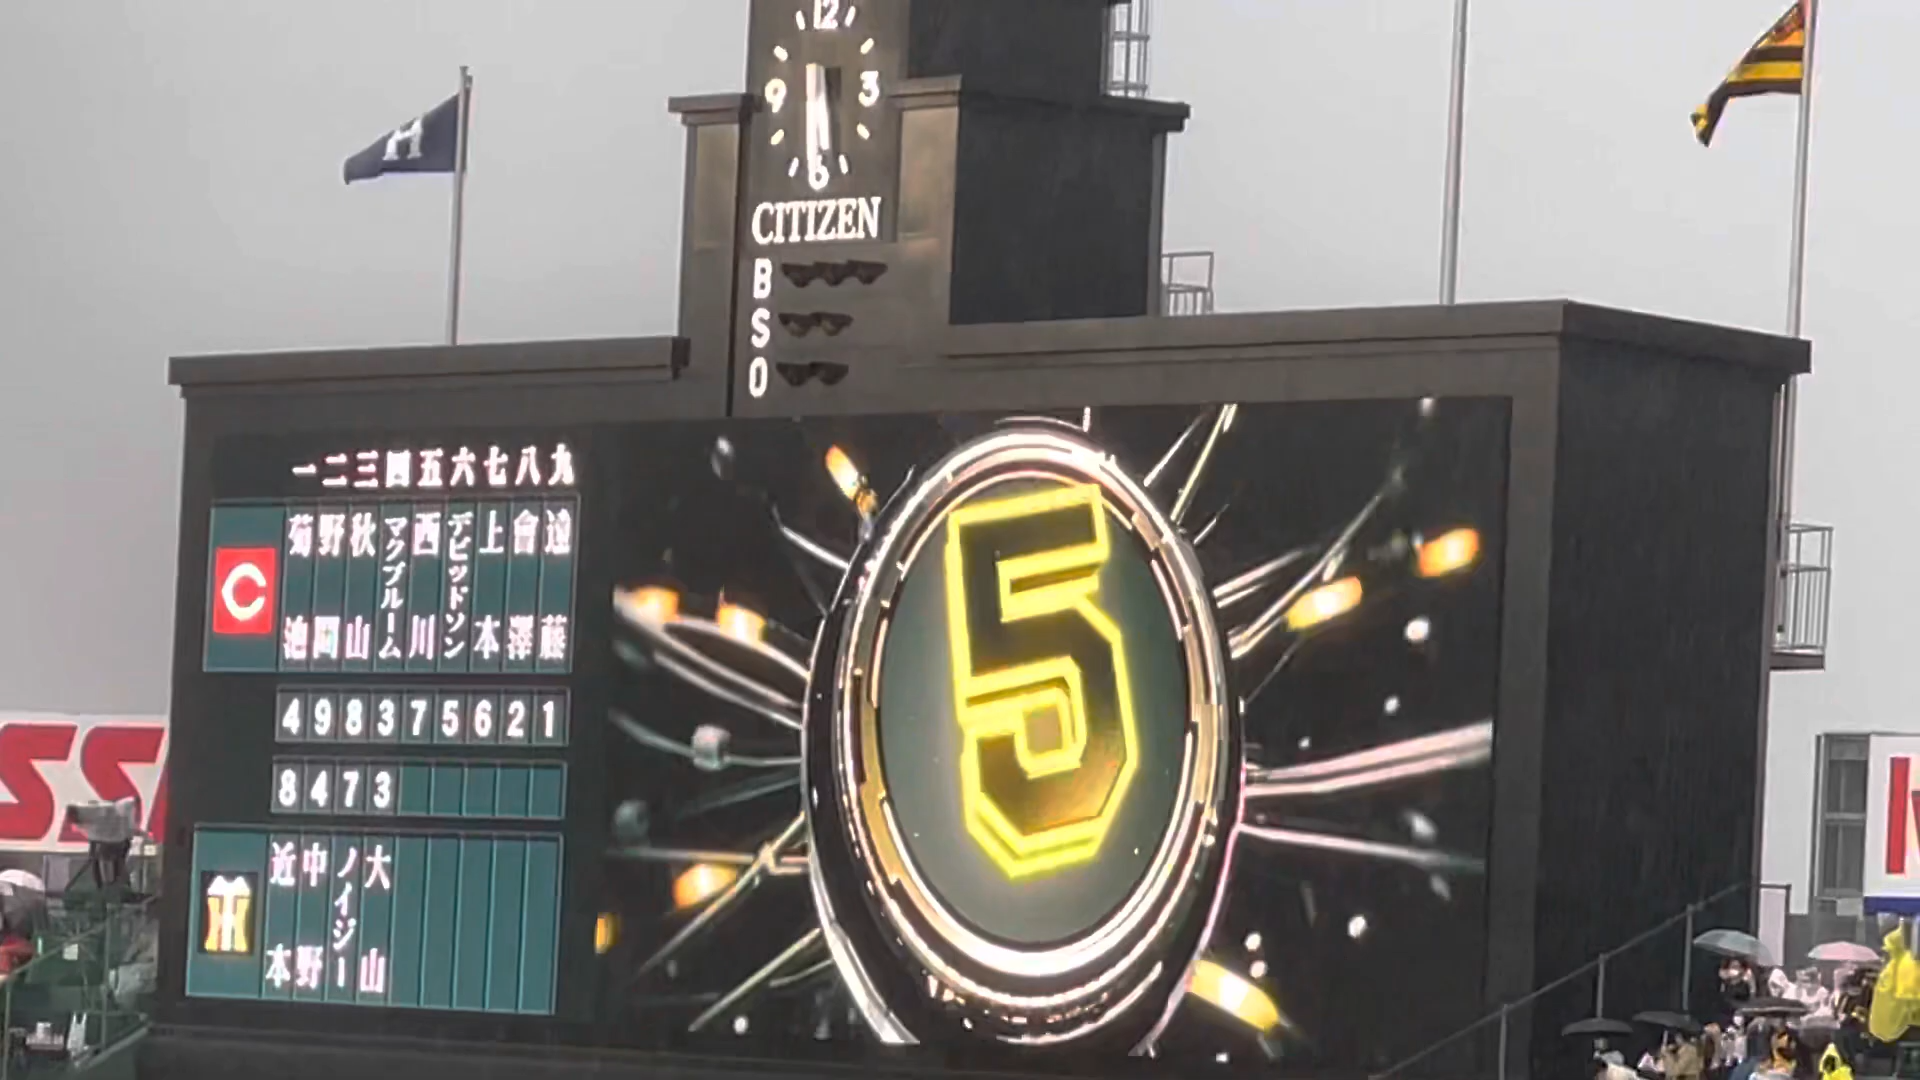 H
12
9 3
6
CITIZEN
B
S
O
一二三四五六七八九
C
菊池
野間
秋山
マクブルーム
西川
デビッドソン
上本
會澤
遠藤
4 9 8 3 7 5 6 2 1
8 4 7 3
近本
中野
ノイジー
大山
5
SS